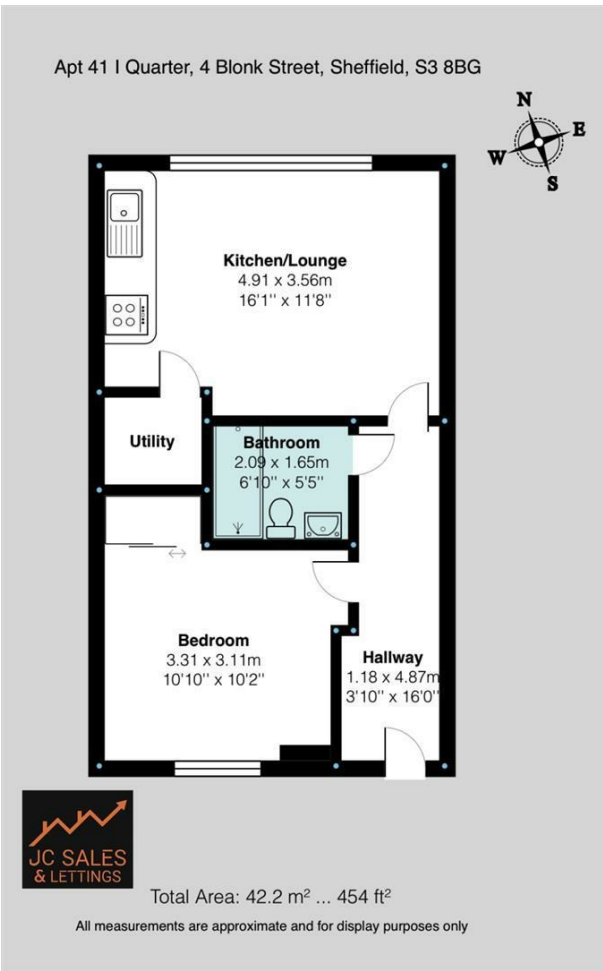 Apt 41 I Quarter, 4 Blonk Street, Sheffield, S3 8BG
N
E
W
S
Kitchen/Lounge
4.91 x 3.56m
16'1'' x 11'8''
Utility
Bathroom
2.09 x 1.65m
6'10'' x 5'5''
Bedroom
3.31 x 3.11m
10'10'' x 10'2''
Hallway
1.18 x 4.87m
3'10'' x 16'0''
JC SALES
& LETTINGS
Total Area: 42.2 m² ... 454 ft²
All measurements are approximate and for display purposes only